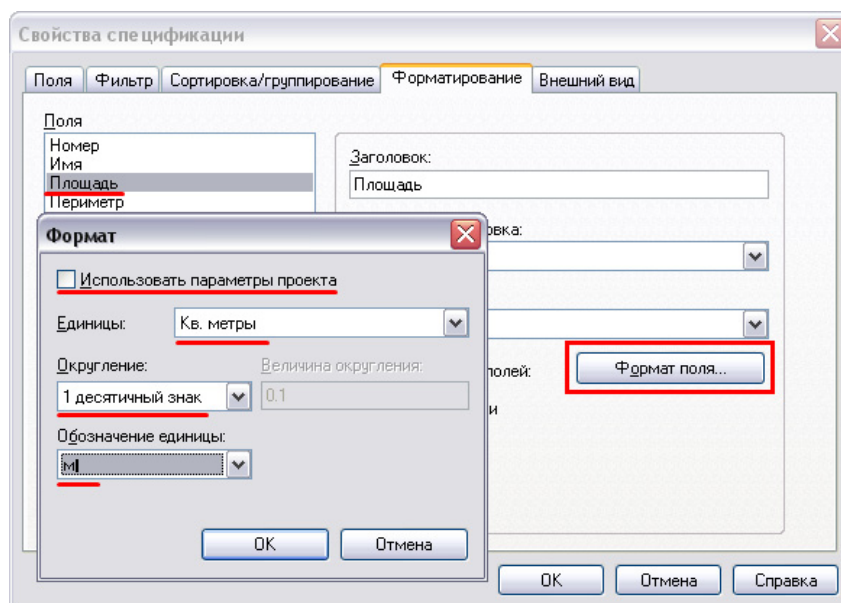 Свойства спецификации
Поля Фильтр Сортировка/группирование Форматирование Внешний вид
Поля
Номер
Имя
Площадь
Периметр
Заголовок:
Площадь
овка:
полей:
Формат поля...
и
Формат
Использовать параметры проекта
Единицы: Кв. метры
Округление: Величина округления:
1 десятичный знак 0.1
Обозначение единицы:
ОК Отмена
ОК Отмена Справка